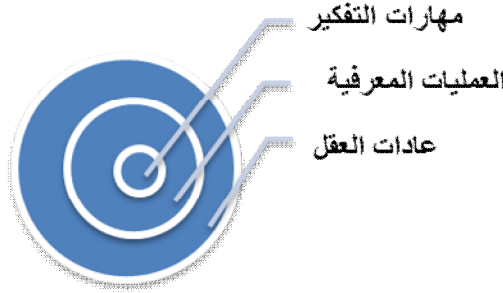 مهارات التفكير
العمليات المعرفية
عادات العقل